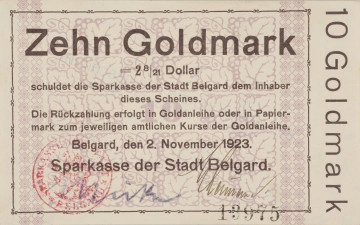 Zehn Goldmark
= 2 8/21 Dollar
schuldet die Sparkasse der Stadt Belgard dem Inhaber
dieses Scheines.
Die Rückzahlung erfolgt in Goldanleihe oder in Papier-
mark zum jeweiligen amtlichen Kurse der Goldanleihe,
Belgard, den 2. November 1923.
Sparkasse der Stadt Belgard.
13975
10 Goldmark